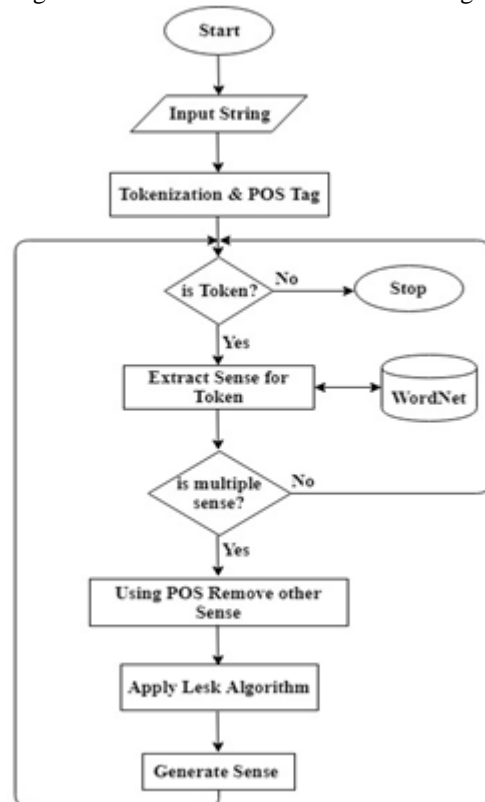 Start
Input String
Tokenization & POS Tag
is Token?
No
Stop
Yes
Extract Sense for
Token
WordNet
is multiple
sense?
No
Yes
Using POS Remove other
Sense
Apply Lesk Algorithm
Generate Sense